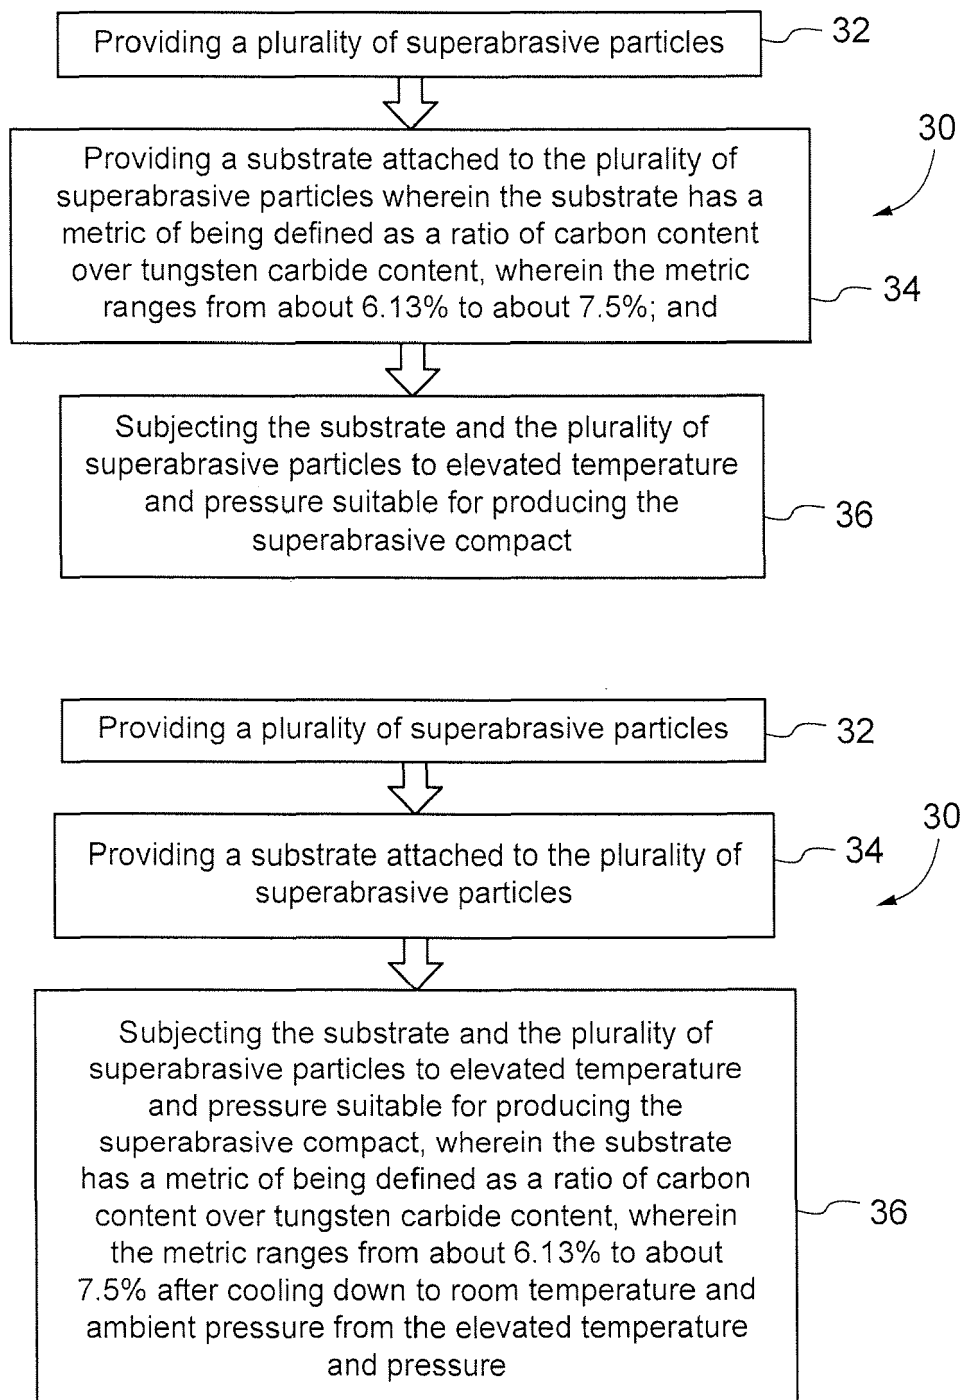 Providing a plurality of superabrasive particles
32
30
Providing a substrate attached to the plurality of
superabrasive particles wherein the substrate has a
metric of being defined as a ratio of carbon content
over tungsten carbide content, wherein the metric
ranges from about 6.13% to about 7.5%; and
34
Subjecting the substrate and the plurality of
superabrasive particles to elevated temperature
and pressure suitable for producing the
superabrasive compact
36
Providing a plurality of superabrasive particles
32
30
Providing a substrate attached to the plurality of
superabrasive particles
34
Subjecting the substrate and the plurality of
superabrasive particles to elevated temperature
and pressure suitable for producing the
superabrasive compact, wherein the substrate
has a metric of being defined as a ratio of carbon
content over tungsten carbide content, wherein
the metric ranges from about 6.13% to about
7.5% after cooling down to room temperature and
ambient pressure from the elevated temperature
and pressure
36